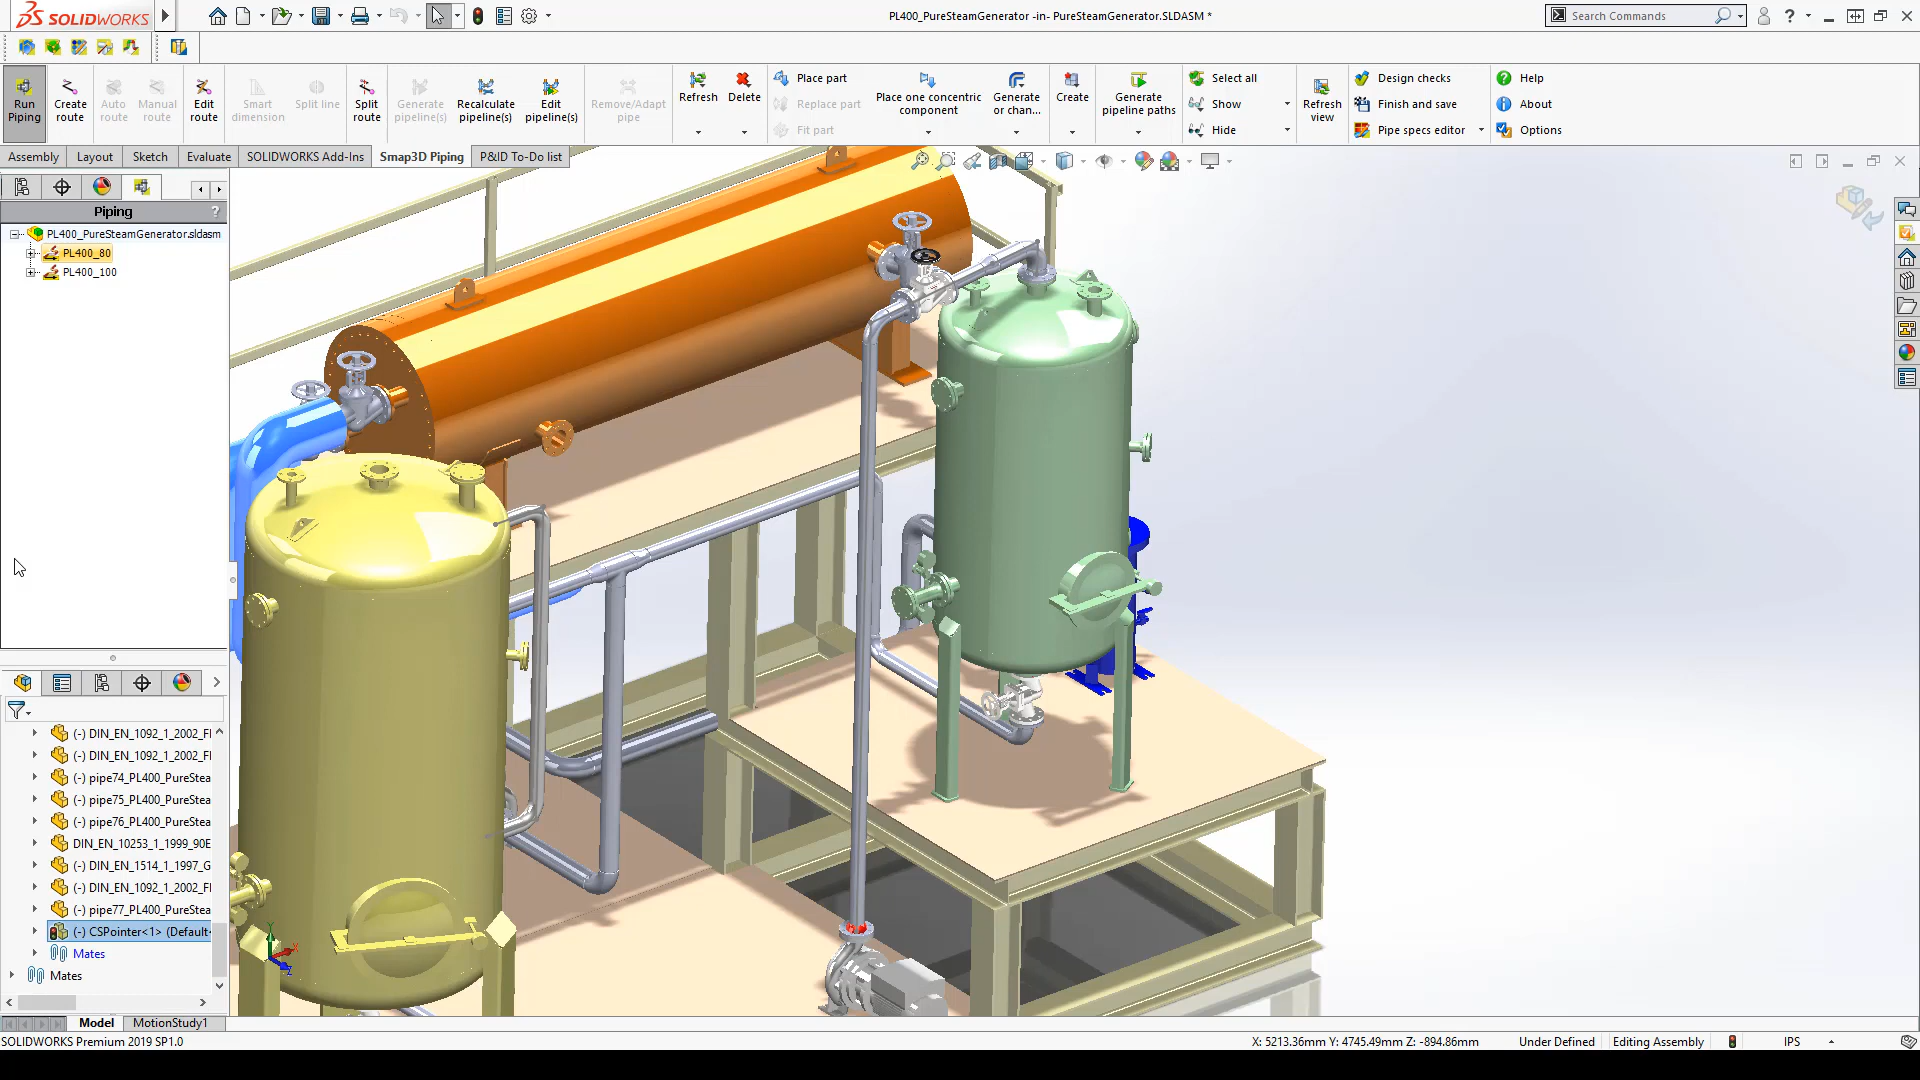 SOLIDWORKS
PL400_PureSteamGenerator -in- PureSteamGenerator.SLDASM *
Search Commands
?
Run Piping
Create route
Auto route
Manual route
Edit route
Smart dimension
Split line
Split route
Generate pipeline(s)
Recalculate pipeline(s)
Edit pipeline(s)
Remove/Adapt pipe
Refresh
Delete
Place part
Replace part
Fit part
Place one concentric component
Generate or chan...
Create
Generate pipeline paths
Select all
Show
Hide
Refresh view
Design checks
Finish and save
Pipe specs editor
Help
About
Options
Assembly
Layout
Sketch
Evaluate
SOLIDWORKS Add-Ins
Smap3D Piping
P&ID To-Do list
Piping
?
PL400_PureSteamGenerator.sldasm
PL400_80
PL400_100
(-) DIN_EN_1092_1_2002_Fl
(-) DIN_EN_1092_1_2002_Fl
(-) pipe74_PL400_PureStea
(-) pipe75_PL400_PureStea
(-) pipe76_PL400_PureStea
DIN_EN_10253_1_1999_90E
(-) DIN_EN_1514_1_1997_G
(-) DIN_EN_1092_1_2002_Fl
(-) pipe77_PL400_PureStea
(-) CSPointer<1> (Default
Mates
Mates
Model
MotionStudy1
SOLIDWORKS Premium 2019 SP1.0
X: 5213.36mm Y: 4745.49mm Z: -894.86mm
Under Defined
Editing Assembly
IPS